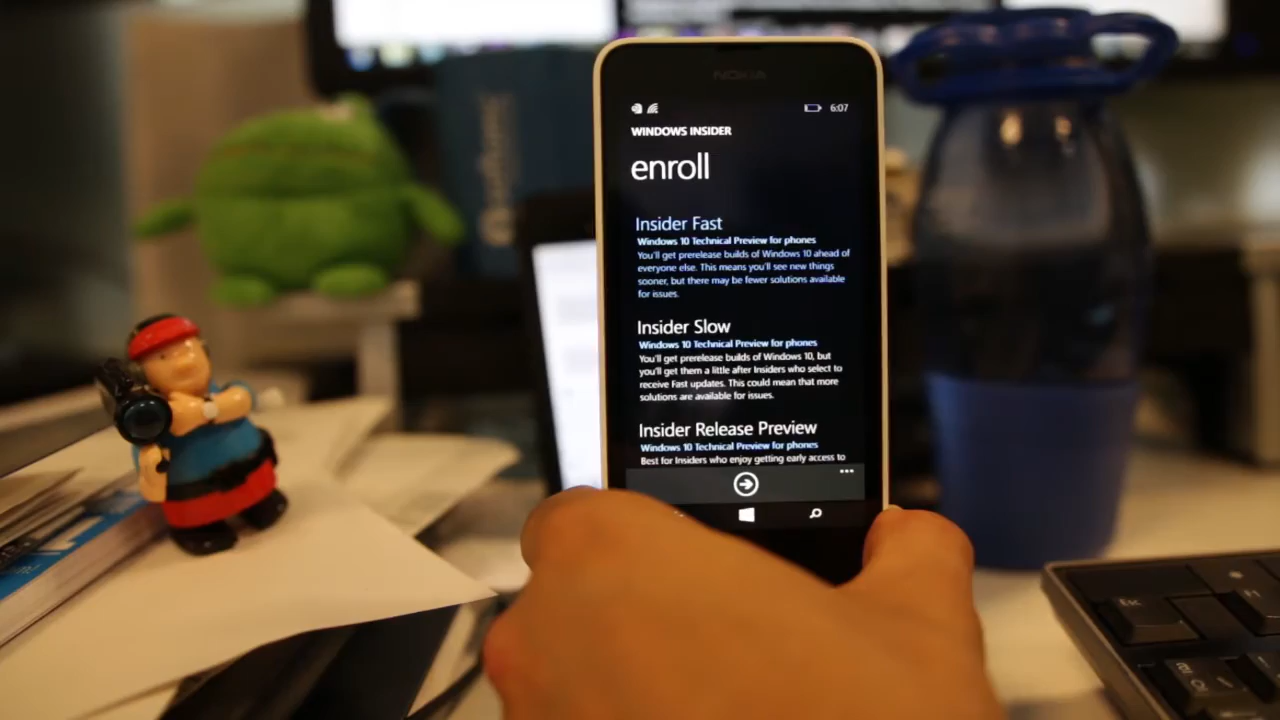 NOKIA
6:07
WINDOWS INSIDER
enroll
Insider Fast
Windows 10 Technical Preview for phones
You'll get prerelease builds of Windows 10 ahead of
everyone else. This means you'll see new things
sooner, but there may be fewer solutions available
for issues.
Insider Slow
Windows 10 Technical Preview for phones
You'll get prerelease builds of Windows 10, but
you'll get them a little after Insiders who select to
receive Fast updates. This could mean that more
solutions are available for issues.
Insider Release Preview
Windows 10 Technical Preview for phones
Best for Insiders who enjoy getting early access to
Esc
F1